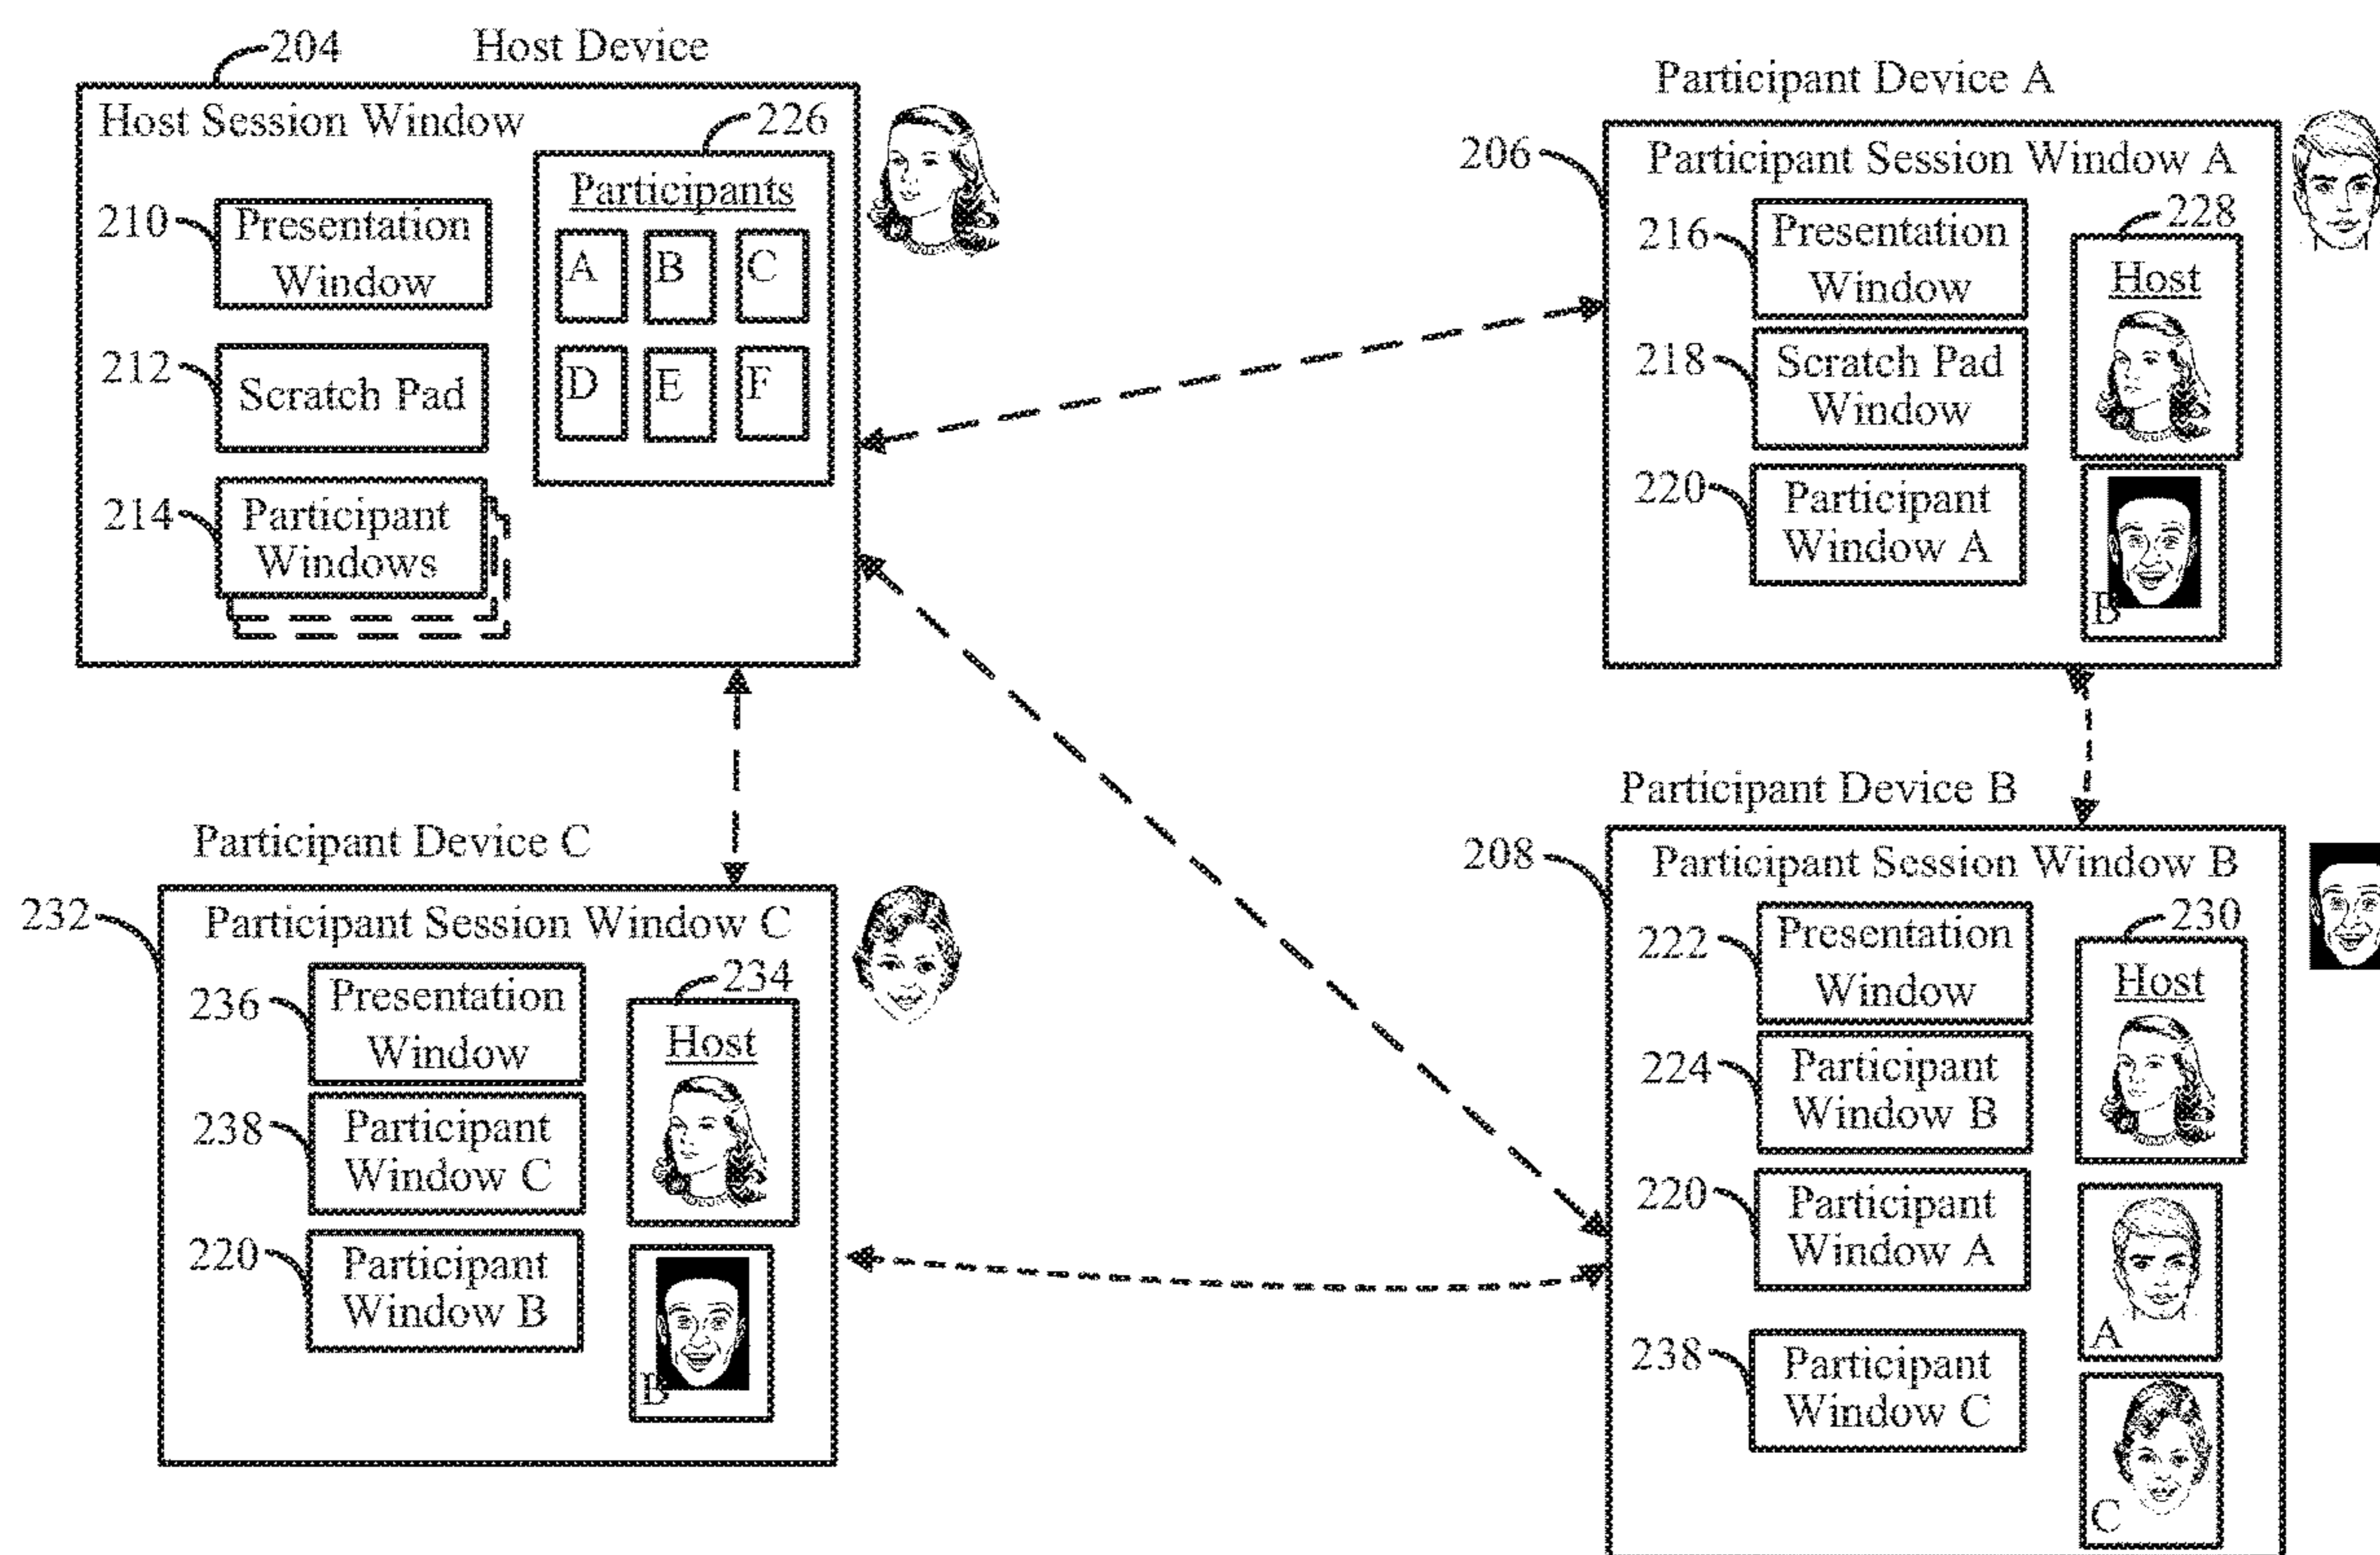 204 Host Device
Host Session Window
226
Participants
210
Presentation
Window
A B C
212
Scratch Pad
D E F
214
Participant
Windows
Participant Device A
206
Participant Session Window A
216
Presentation
Window
228
Host
218
Scratch Pad
Window
220
Participant
Window A
B
Participant Device C
232
Participant Session Window C
236
Presentation
Window
234
Host
238
Participant
Window C
220
Participant
Window B
B
Participant Device B
208
Participant Session Window B
222
Presentation
Window
230
Host
224
Participant
Window B
220
Participant
Window A
A
238
Participant
Window C
C